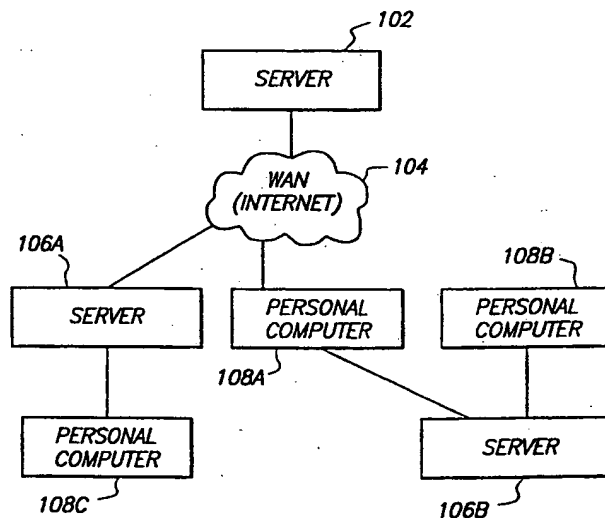 102
SERVER
104
WAN
(INTERNET)
106A
108B
SERVER
PERSONAL
COMPUTER
PERSONAL
COMPUTER
108A
PERSONAL
COMPUTER
SERVER
108C
106B